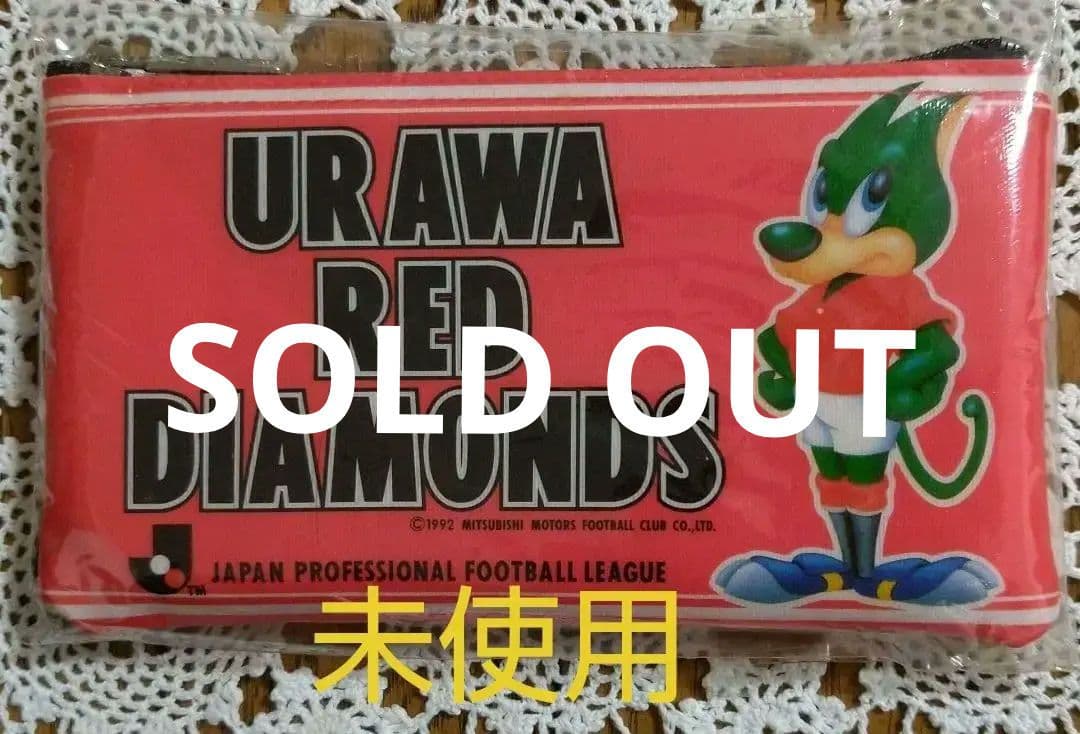 URAWA
RED
DIAMONDS
SOLD OUT
©1992 MITSUBISHI MOTORS FOOTBALL CLUB CO.,LTD.
J
TM
JAPAN PROFESSIONAL FOOTBALL LEAGUE
未使用